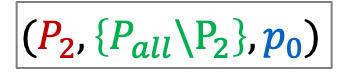 (P₂, {P_all\P₂}, p₀)